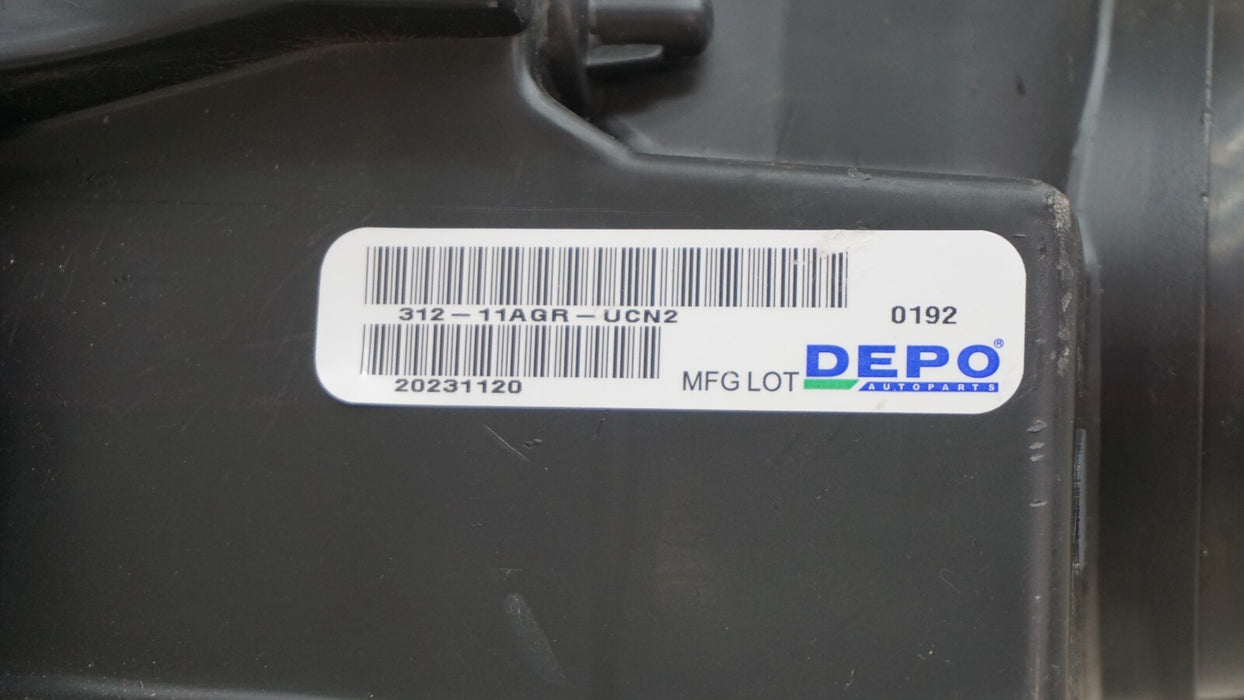 312-11AGR-UCN2
0192
20231120
MFG LOT
DEPO®
AUTOPARTS